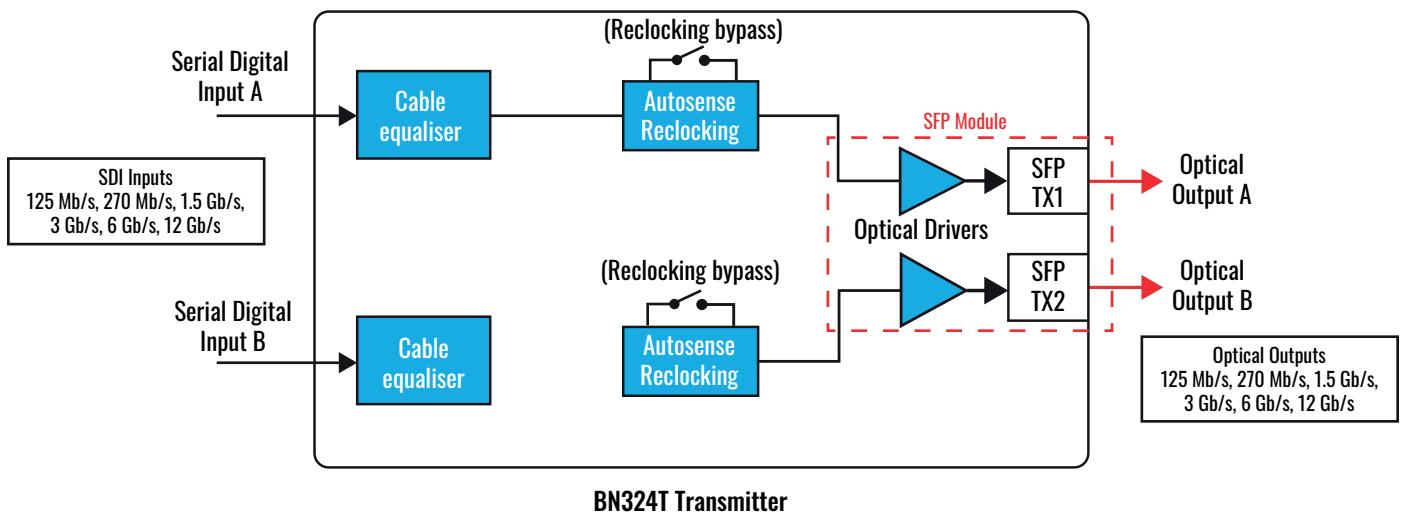 (Reclocking bypass)
Serial Digital
Input A
Cable
equaliser
Autosense
Reclocking
SFP Module
SFP
TX1
Optical
Output A
SDI Inputs
125 Mb/s, 270 Mb/s, 1.5 Gb/s,
3 Gb/s, 6 Gb/s, 12 Gb/s
Optical Drivers
(Reclocking bypass)
SFP
TX2
Optical
Output B
Serial Digital
Input B
Cable
equaliser
Autosense
Reclocking
Optical Outputs
125 Mb/s, 270 Mb/s, 1.5 Gb/s,
3 Gb/s, 6 Gb/s, 12 Gb/s
BN324T Transmitter